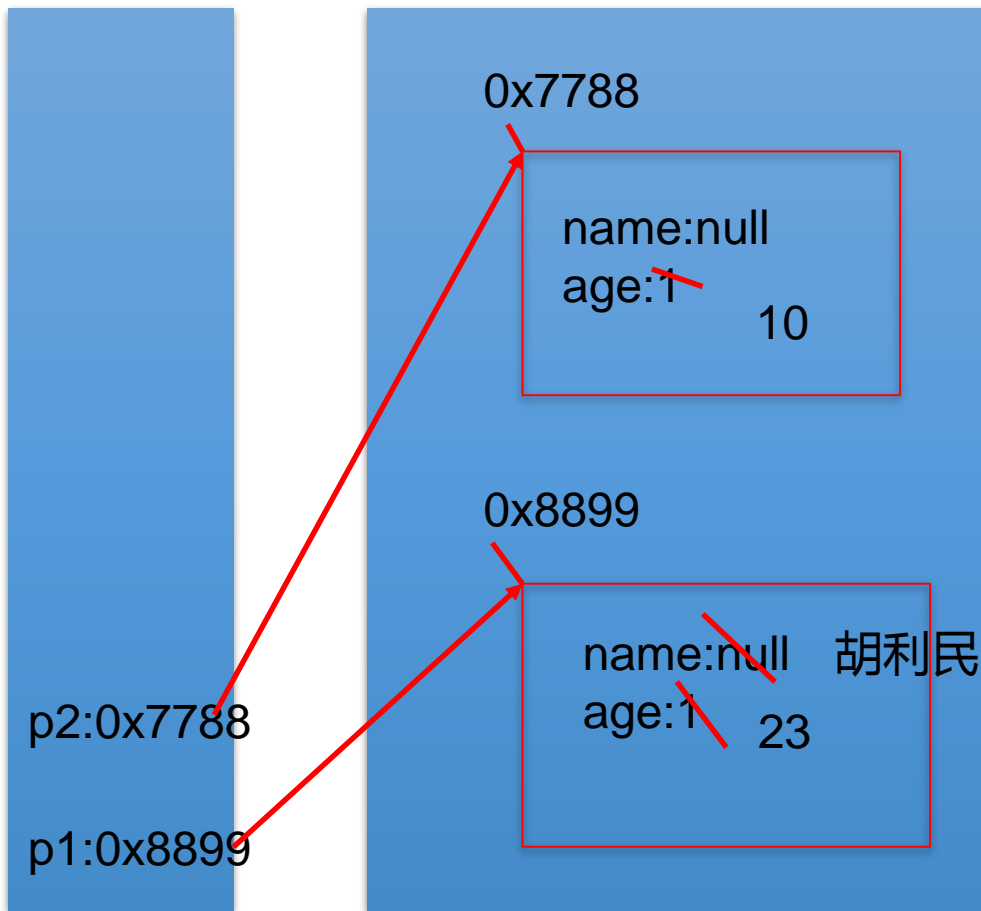 0x7788
name:null
age:1
10
0x8899
name:null 胡利民
age:1
23
p2:0x7788
p1:0x8899